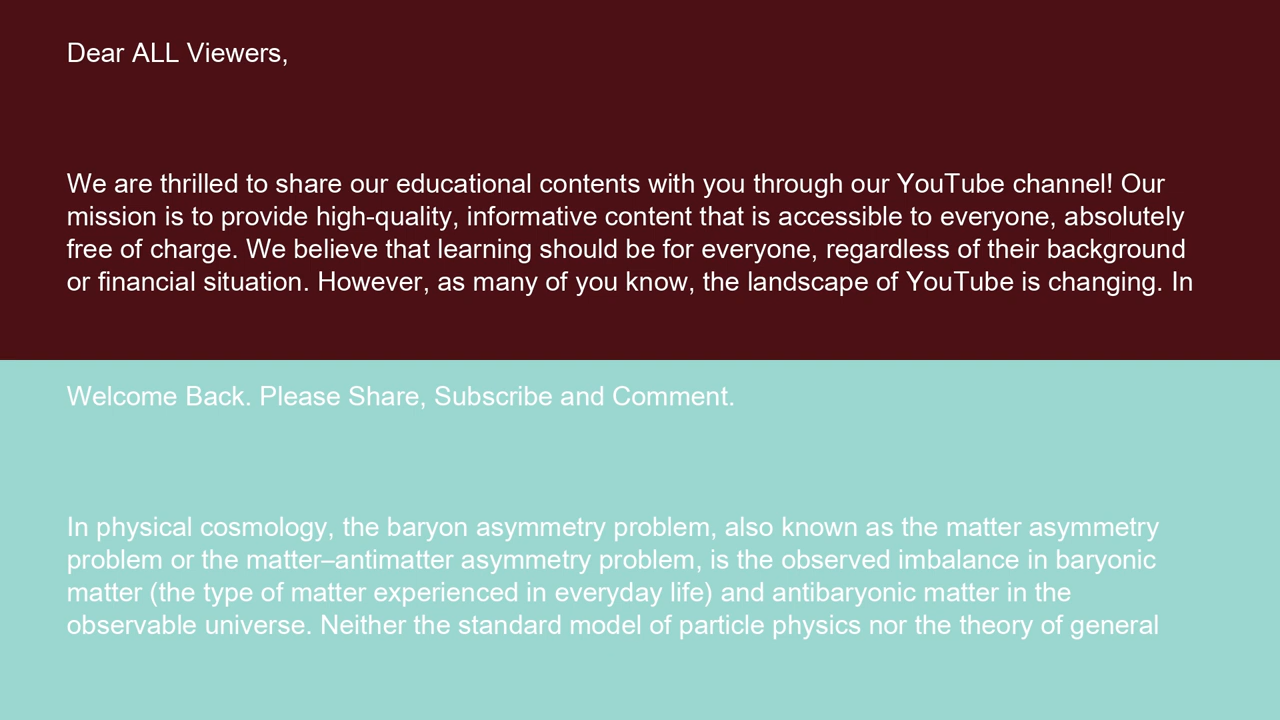 Dear ALL Viewers,
We are thrilled to share our educational contents with you through our YouTube channel! Our
mission is to provide high-quality, informative content that is accessible to everyone, absolutely
free of charge. We believe that learning should be for everyone, regardless of their background
or financial situation. However, as many of you know, the landscape of YouTube is changing. In
Welcome Back. Please Share, Subscribe and Comment.
In physical cosmology, the baryon asymmetry problem, also known as the matter asymmetry
problem or the matter–antimatter asymmetry problem, is the observed imbalance in baryonic
matter (the type of matter experienced in everyday life) and antibaryonic matter in the
observable universe. Neither the standard model of particle physics nor the theory of general